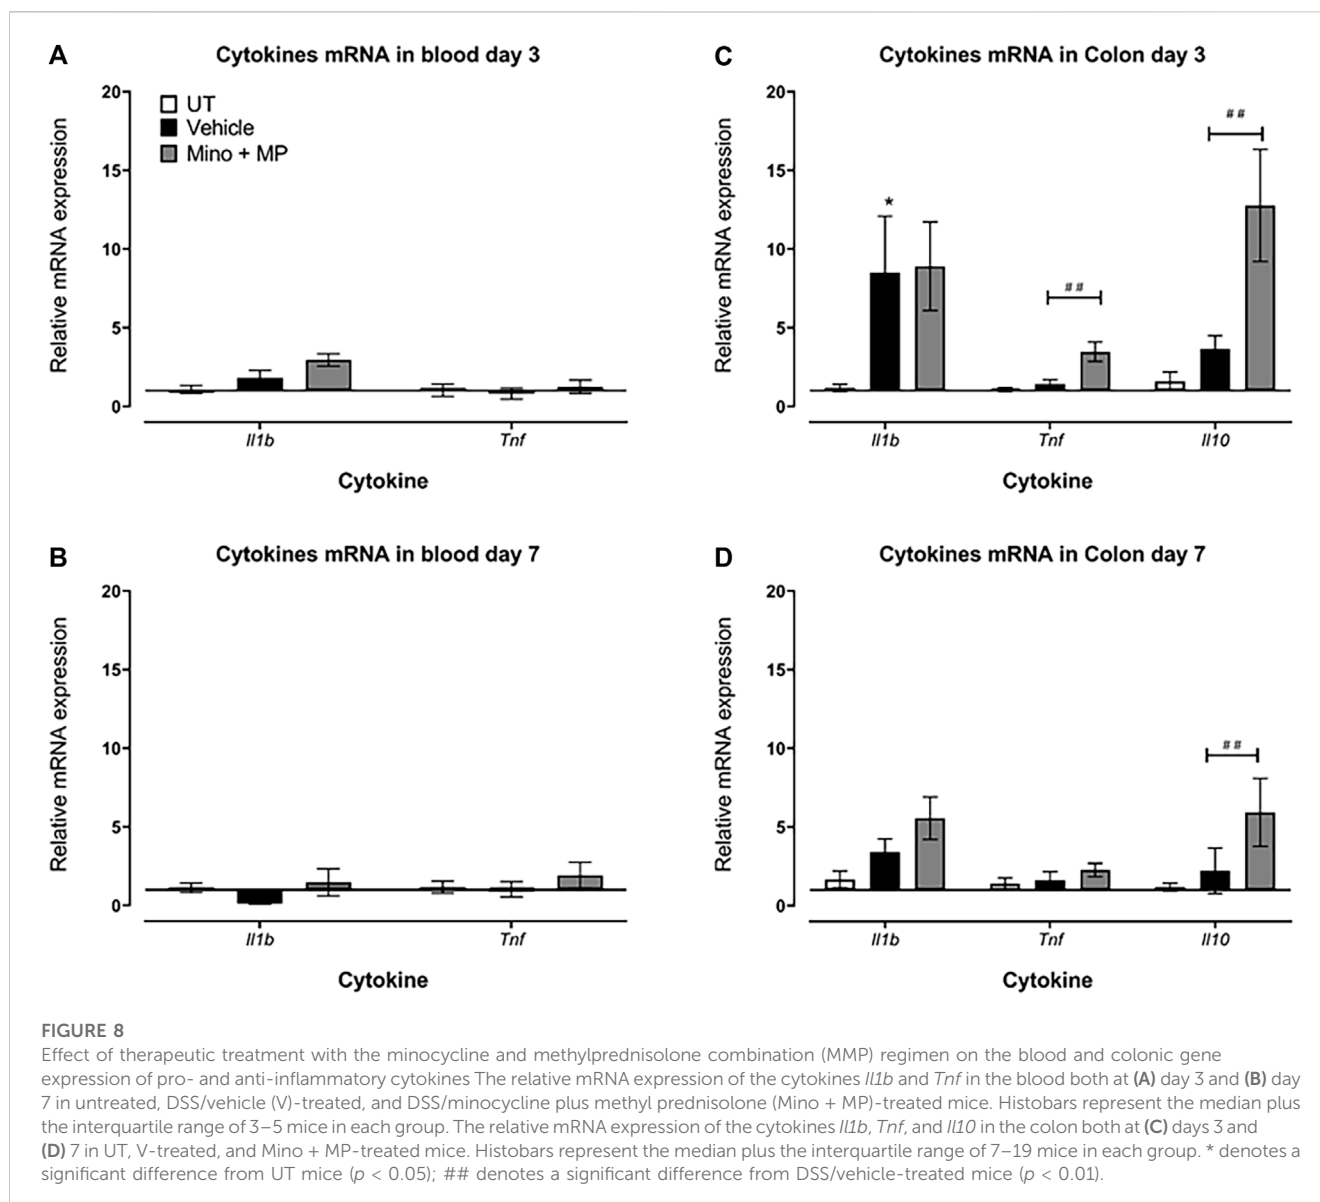 A
Cytokines mRNA in blood day 3
Relative mRNA expression
20
15
10
5
0
UT
Vehicle
Mino + MP
Il1b
Tnf
Cytokine
C
Cytokines mRNA in Colon day 3
Relative mRNA expression
20
15
10
5
0
*
##
##
Il1b
Tnf
Il10
Cytokine
B
Cytokines mRNA in blood day 7
Relative mRNA expression
20
15
10
5
0
Il1b
Tnf
Cytokine
D
Cytokines mRNA in Colon day 7
Relative mRNA expression
20
15
10
5
0
##
Il1b
Tnf
Il10
Cytokine
FIGURE 8
Effect of therapeutic treatment with the minocycline and methylprednisolone combination (MMP) regimen on the blood and colonic gene
expression of pro- and anti-inflammatory cytokines The relative mRNA expression of the cytokines Il1b and Tnf in the blood both at (A) day 3 and (B) day
7 in untreated, DSS/vehicle (V)-treated, and DSS/minocycline plus methyl prednisolone (Mino + MP)-treated mice. Histobars represent the median plus
the interquartile range of 3–5 mice in each group. The relative mRNA expression of the cytokines Il1b, Tnf, and Il10 in the colon both at (C) days 3 and
(D) 7 in UT, V-treated, and Mino + MP-treated mice. Histobars represent the median plus the interquartile range of 7–19 mice in each group. * denotes a
significant difference from UT mice (p < 0.05); ## denotes a significant difference from DSS/vehicle-treated mice (p < 0.01).